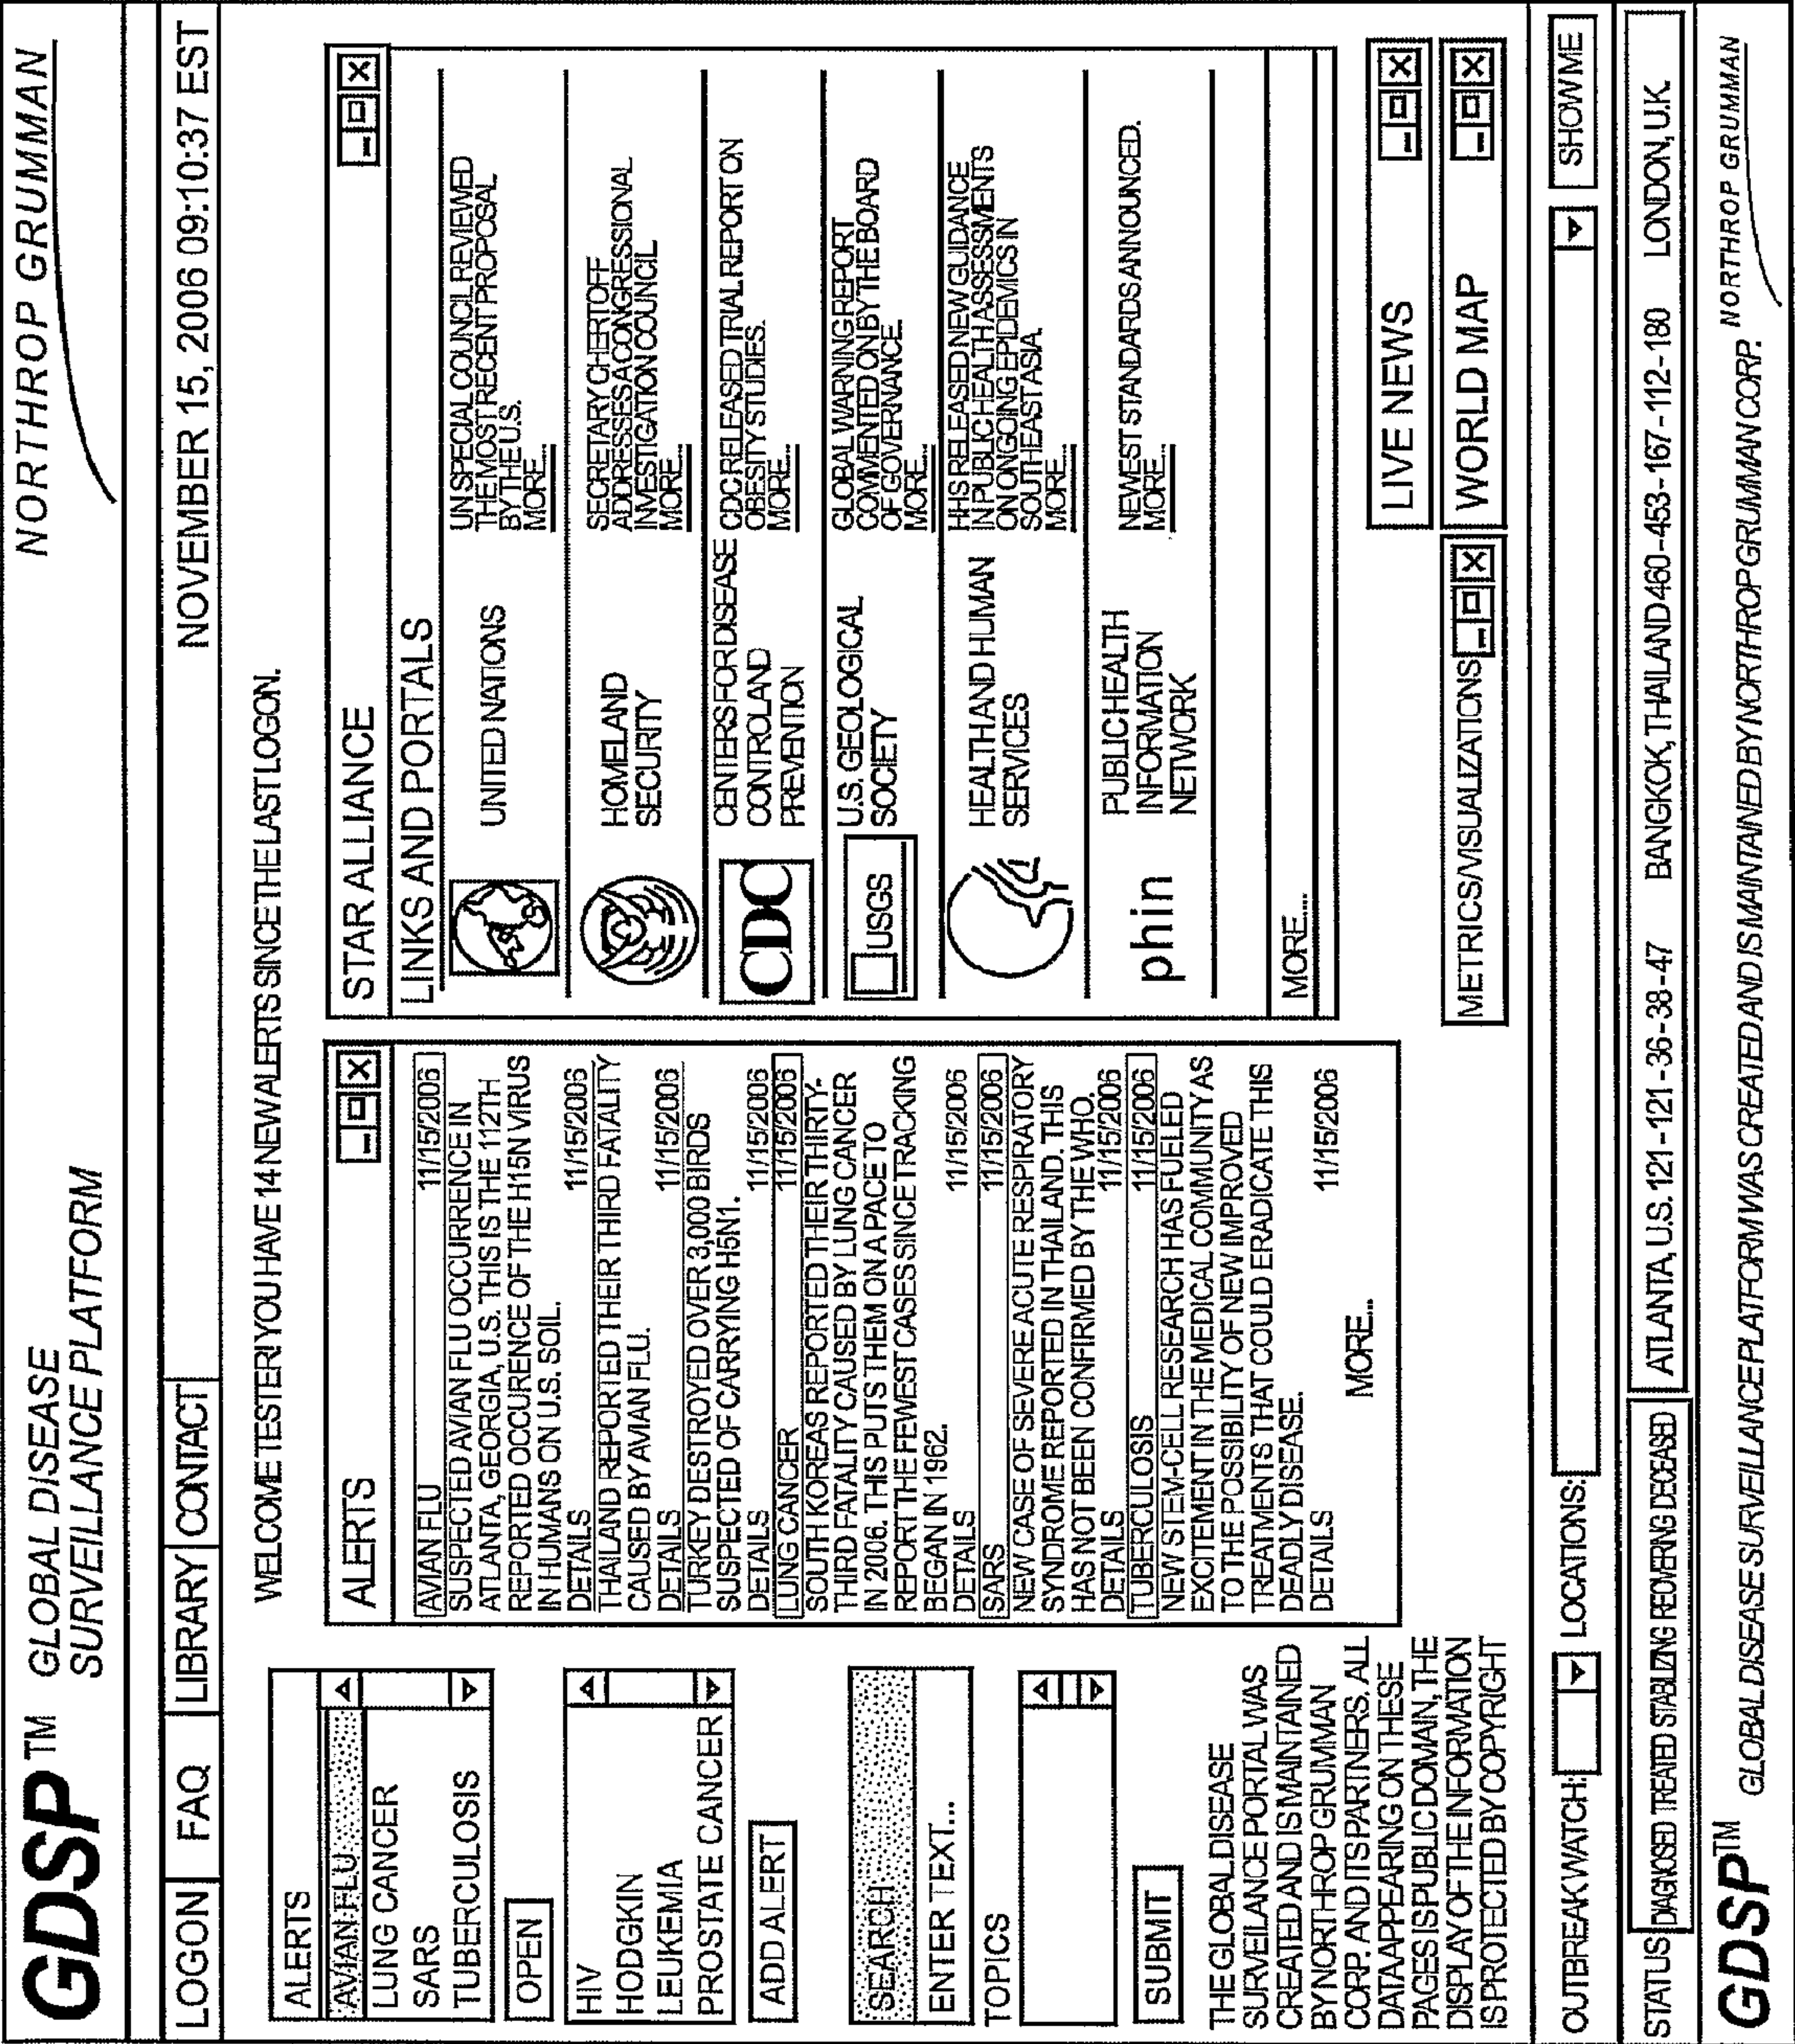 GDSP™ GLOBAL DISEASE
SURVEILLANCE PLATFORM
NORTHROP GRUMMAN
LOGON FAQ LIBRARY CONTACT NOVEMBER 15, 2006 09:10:37 EST
WELCOME TESTER! YOU HAVE 14 NEW ALERTS SINCE THE LAST LOGON.
ALERTS
AVIAN FLU
LUNG CANCER
SARS
TUBERCULOSIS
OPEN
HIV
HODGKIN
LEUKEMIA
PROSTATE CANCER
ADD ALERT
SEARCH
ENTER TEXT...
TOPICS
SUBMIT
THE GLOBAL DISEASE
SURVEILANCE PORTAL WAS
CREATED AND IS MAINTAINED
BY NORTHROP GRUMMAN
CORP. AND ITS PARTNERS. ALL
DATA APPEARING ON THESE
PAGES IS PUBLIC DOMAIN, THE
DISPLAY OF THE INFORMATION
IS PROTECTED BY COPYRIGHT
ALERTS
AVIAN FLU 11/15/2006
SUSPECTED AVIAN FLU OCCURRENCE IN
ATLANTA, GEORGIA, U.S. THIS IS THE 112TH
REPORTED OCCURENCE OF THE H15N VIRUS
IN HUMANS ON U.S. SOIL.
DETAILS 11/15/2006
THAILAND REPORTED THEIR THIRD FATALITY
CAUSED BY AVIAN FLU.
DETAILS 11/15/2006
TURKEY DESTROYED OVER 3,000 BIRDS
SUSPECTED OF CARRYING H5N1.
DETAILS 11/15/2006
LUNG CANCER 11/15/2006
SOUTH KOREAS REPORTED THEIR THIRTY-
THIRD FATALITY CAUSED BY LUNG CANCER
IN 2006. THIS PUTS THEM ON A PACE TO
REPORT THE FEWEST CASES SINCE TRACKING
BEGAN IN 1962.
DETAILS 11/15/2006
SARS 11/15/2006
NEW CASE OF SEVERE ACUTE RESPIRATORY
SYNDROME REPORTED IN THAILAND. THIS
HAS NOT BEEN CONFIRMED BY THE WHO.
DETAILS 11/15/2006
TUBERCULOSIS 11/15/2006
NEW STEM-CELL RESEARCH HAS FUELED
EXCITEMENT IN THE MEDICAL COMMUNITY AS
TO THE POSSIBILITY OF NEW IMPROVED
TREATMENTS THAT COULD ERADICATE THIS
DEADLY DISEASE.
DETAILS 11/15/2006
MORE...
STAR ALLIANCE
LINKS AND PORTALS
UNITED NATIONS
UN SPECIAL COUNCIL REVIEWED
THE MOST RECENT PROPOSAL
BY THE U.S.
MORE...
HOMELAND
SECURITY
SECRETARY CHERTOFF
ADDRESSES A CONGRESSIONAL
INVESTIGATION COUNCIL
MORE...
CDC
CENTERS FOR DISEASE
CONTROL AND
PREVENTION
CDC RELEASED TRIAL REPORT ON
OBESITY STUDIES.
MORE...
USGS
U.S. GEOLOGICAL
SOCIETY
GLOBAL WARNING REPORT
COMMENTED ON BY THE BOARD
OF GOVERNANCE.
MORE...
HEALTH AND HUMAN
SERVICES
HHS RELEASED NEW GUIDANCE
IN PUBLIC HEALTH ASSESSMENTS
ON ONGOING EPIDEMICS IN
SOUTHEAST ASIA.
MORE...
phin
PUBLIC HEALTH
INFORMATION
NETWORK
NEWEST STANDARDS ANNOUNCED.
MORE...
MORE....
LIVE NEWS
METRICS/VISUALIZATIONS
WORLD MAP
OUTBREAK WATCH: LOCATIONS: SHOW ME
STATUS DIAGNOSED TREATED STABILIZING RECOVERING DECEASED ATLANTA, U.S. 121-121-36-38-47 BANGKOK, THAILAND 460-453-167-112-180 LONDON, U.K.
GDSP™ GLOBAL DISEASE SURVEILLANCE PLATFORM WAS CREATED AND IS MAINTAINED BY NORTHROP GRUMMAN CORP. NORTHROP GRUMMAN